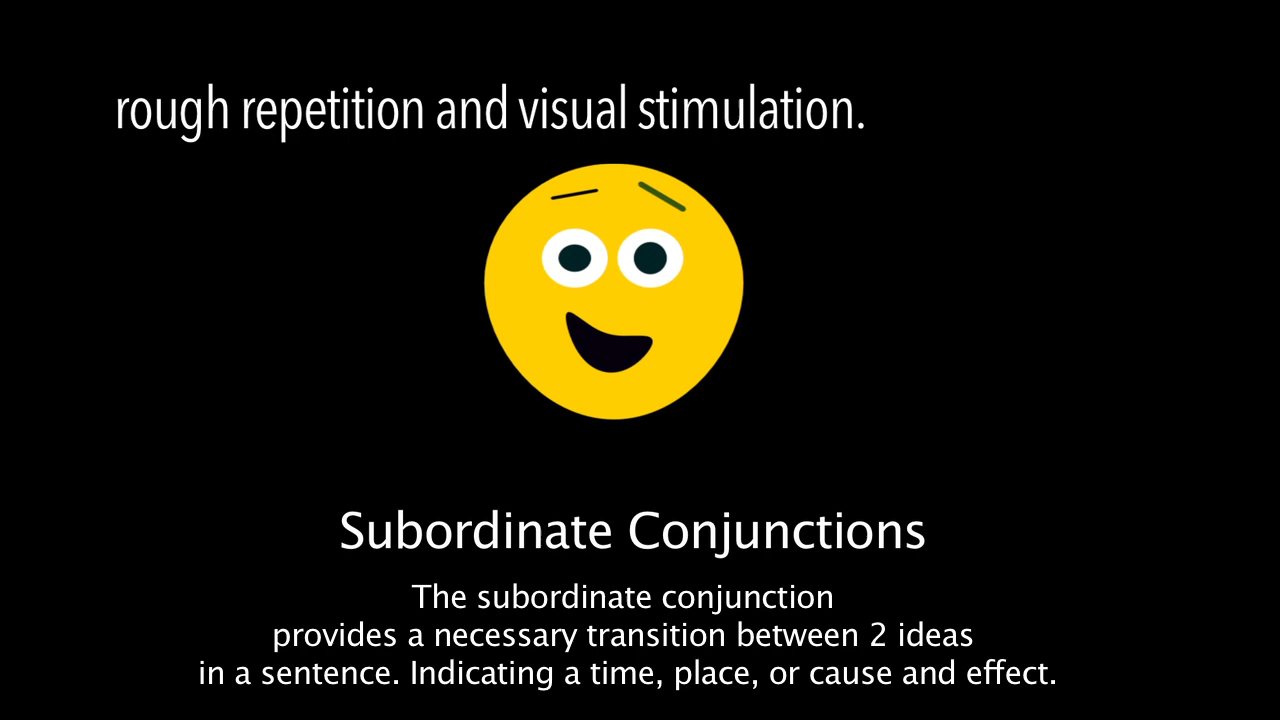 rough repetition and visual stimulation.
Subordinate Conjunctions
The subordinate conjunction
provides a necessary transition between 2 ideas
in a sentence. Indicating a time, place, or cause and effect.